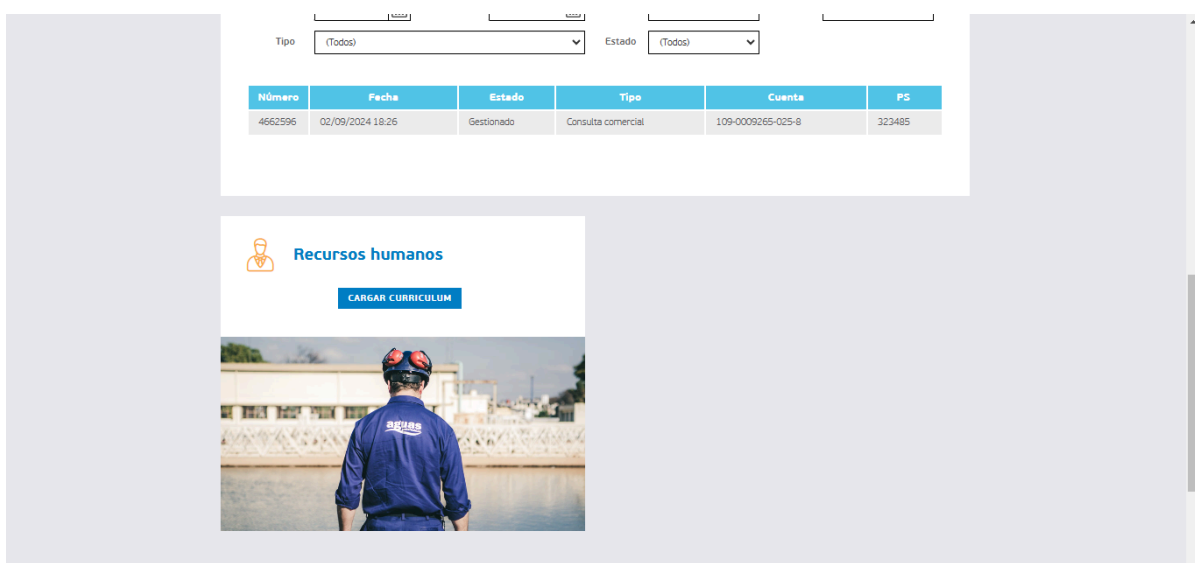 Tipo (Todos) Estado (Todos)
Número Fecha Estado Tipo Cuenta PS
4662596 02/09/2024 18:26 Gestionado Consulta comercial 109-0009265-025-8 323485
Recursos humanos
CARGAR CURRICULUM
aguas